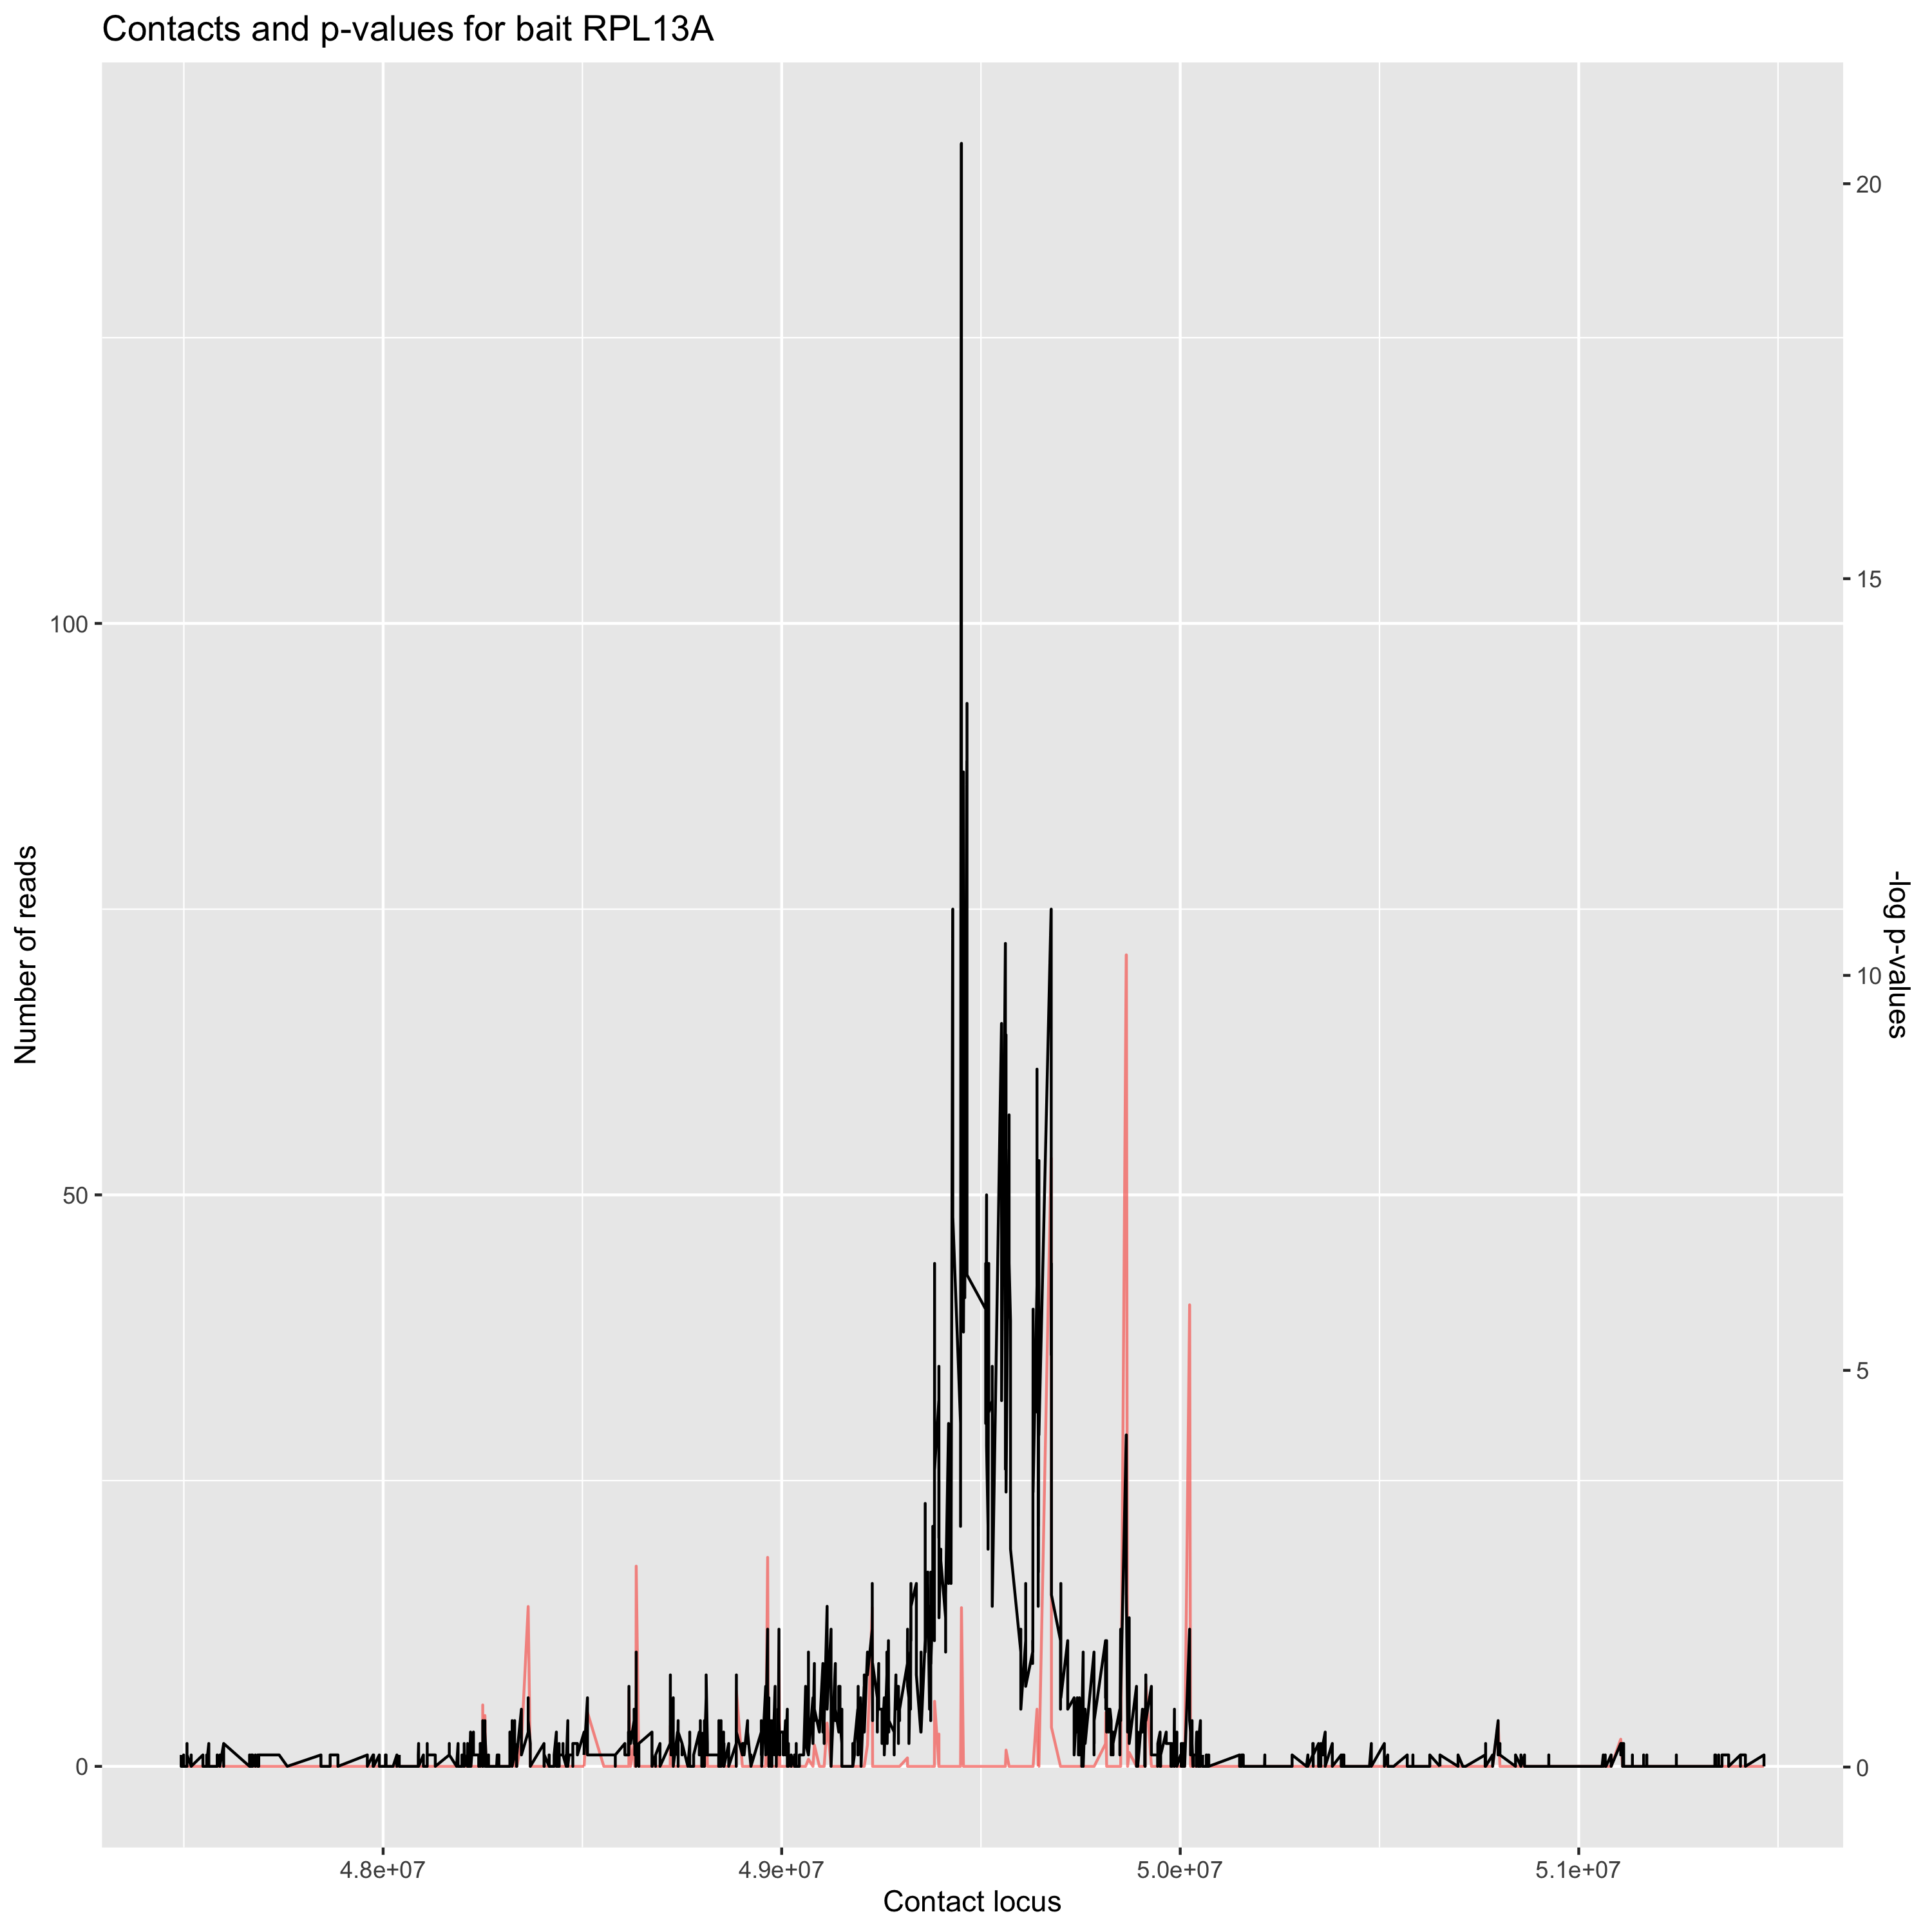 Contacts and p-values for bait RPL13A
20
15
100
10
50
5
0
0
Number of reads
-log p-values
4.8e+07
4.9e+07
5.0e+07
5.1e+07
Contact locus